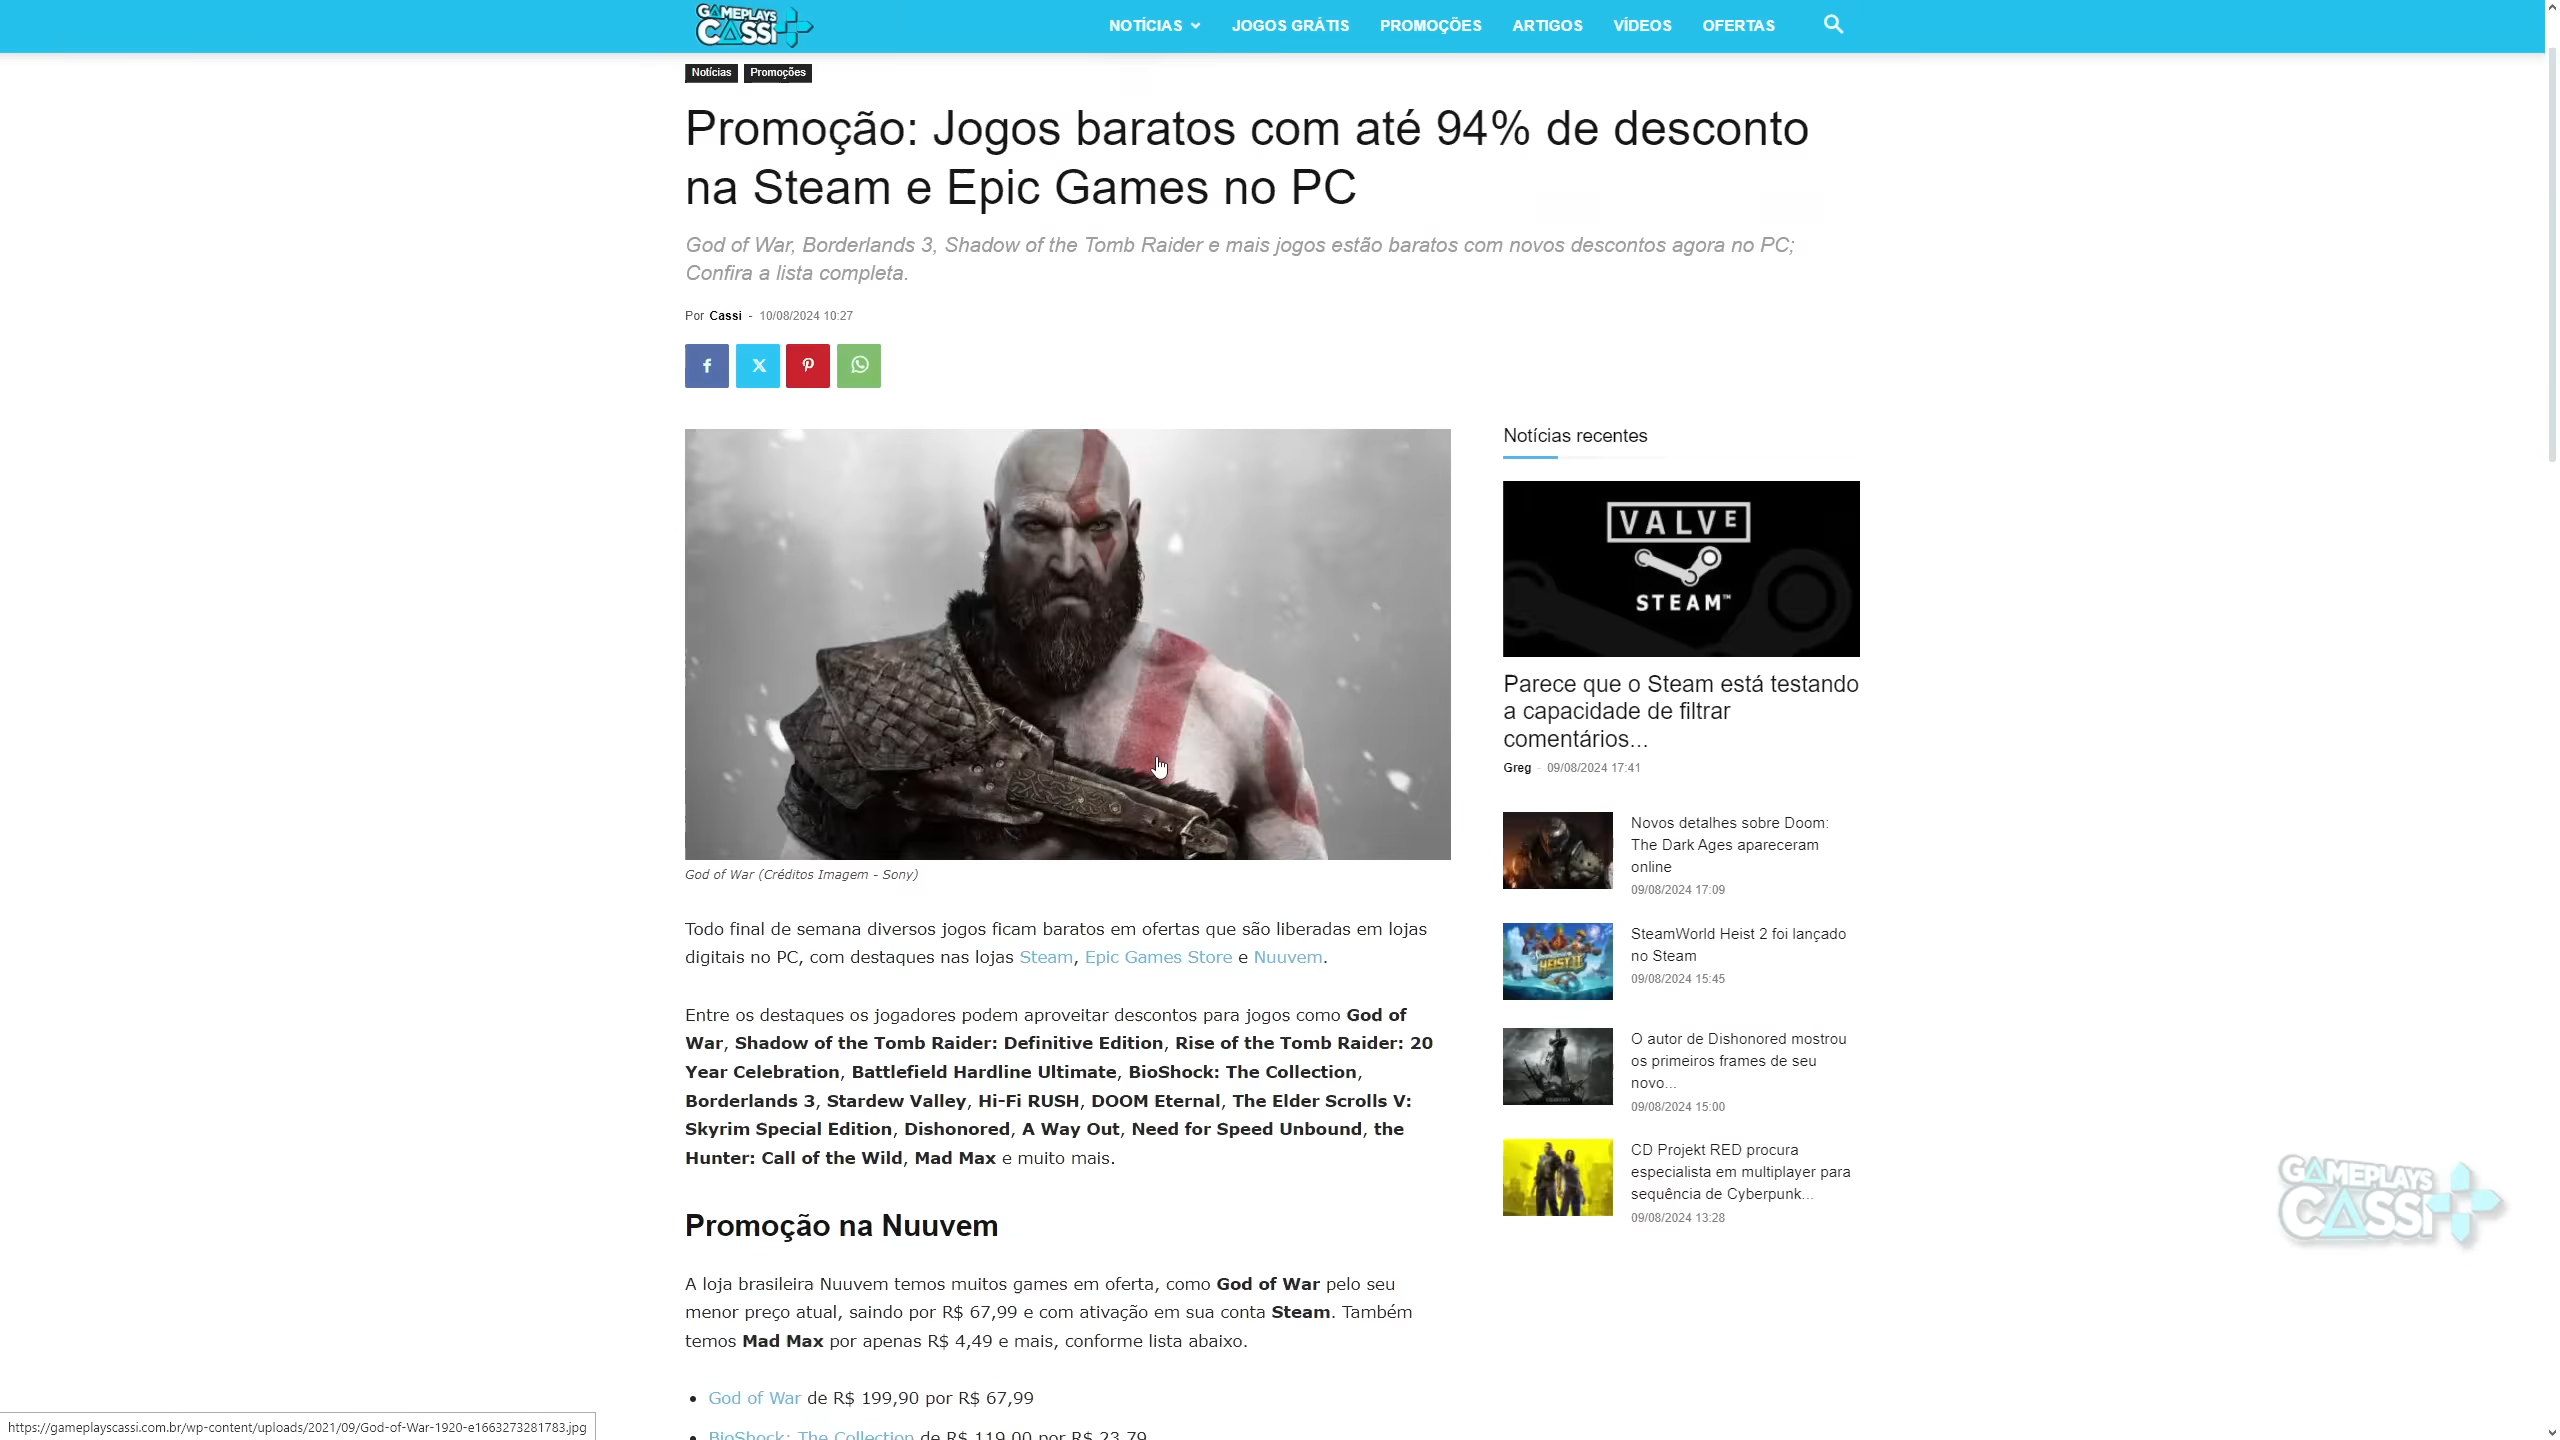 GAMEPLAYS
CASSI
NOTÍCIAS
JOGOS GRÁTIS
PROMOÇÕES
ARTIGOS
VÍDEOS
OFERTAS
Notícias
Promoções
Promoção: Jogos baratos com até 94% de desconto
na Steam e Epic Games no PC
God of War, Borderlands 3, Shadow of the Tomb Raider e mais jogos estão baratos com novos descontos agora no PC;
Confira a lista completa.
Por Cassi - 10/08/2024 10:27
God of War (Créditos Imagem - Sony)
Todo final de semana diversos jogos ficam baratos em ofertas que são liberadas em lojas
digitais no PC, com destaques nas lojas Steam, Epic Games Store e Nuuvem.
Entre os destaques os jogadores podem aproveitar descontos para jogos como God of
War, Shadow of the Tomb Raider: Definitive Edition, Rise of the Tomb Raider: 20
Year Celebration, Battlefield Hardline Ultimate, BioShock: The Collection,
Borderlands 3, Stardew Valley, Hi-Fi RUSH, DOOM Eternal, The Elder Scrolls V:
Skyrim Special Edition, Dishonored, A Way Out, Need for Speed Unbound, the
Hunter: Call of the Wild, Mad Max e muito mais.
Promoção na Nuuvem
A loja brasileira Nuuvem temos muitos games em oferta, como God of War pelo seu
menor preço atual, saindo por R$ 67,99 e com ativação em sua conta Steam. Também
temos Mad Max por apenas R$ 4,49 e mais, conforme lista abaixo.
• God of War de R$ 199,90 por R$ 67,99
• BioShock: The Collection de R$ 119,00 por R$ 23,79
Notícias recentes
VALVE
STEAM™
Parece que o Steam está testando
a capacidade de filtrar
comentários...
Greg - 09/08/2024 17:41
Novos detalhes sobre Doom:
The Dark Ages apareceram
online
09/08/2024 17:09
HEIST II
SteamWorld Heist 2 foi lançado
no Steam
09/08/2024 15:45
O autor de Dishonored mostrou
os primeiros frames de seu
novo...
09/08/2024 15:00
CD Projekt RED procura
especialista em multiplayer para
sequência de Cyberpunk...
09/08/2024 13:28
GAMEPLAYS
CASSI
https://gameplayscassi.com.br/wp-content/uploads/2021/09/God-of-War-1920-e1663273281783.jpg